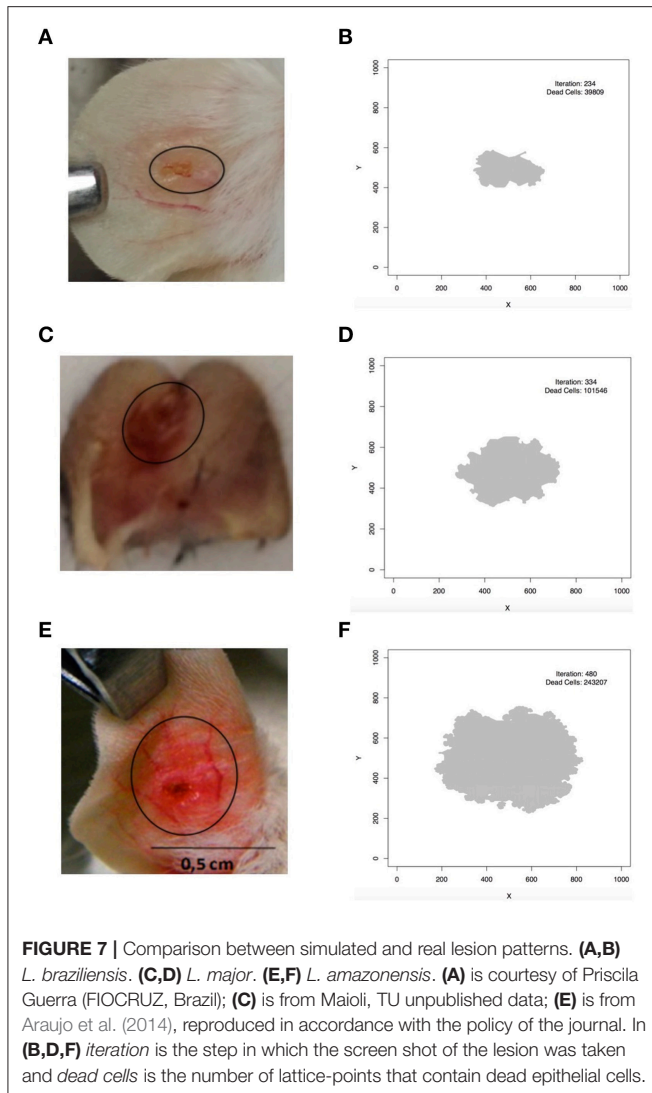 A
B
Iteration: 234
Dead Cells: 39809
Y
0 200 400 600 800 1000
0 200 400 600 800 1000
X
C
D
Iteration: 334
Dead Cells: 101546
Y
0 200 400 600 800 1000
0 200 400 600 800 1000
X
E
F
0,5 cm
Iteration: 480
Dead Cells: 243207
Y
0 200 400 600 800 1000
0 200 400 600 800 1000
X
FIGURE 7 | Comparison between simulated and real lesion patterns. (A,B)
L. braziliensis. (C,D) L. major. (E,F) L. amazonensis. (A) is courtesy of Priscila
Guerra (FIOCRUZ, Brazil); (C) is from Maioli, TU unpublished data; (E) is from
Araujo et al. (2014), reproduced in accordance with the policy of the journal. In
(B,D,F) iteration is the step in which the screen shot of the lesion was taken
and dead cells is the number of lattice-points that contain dead epithelial cells.